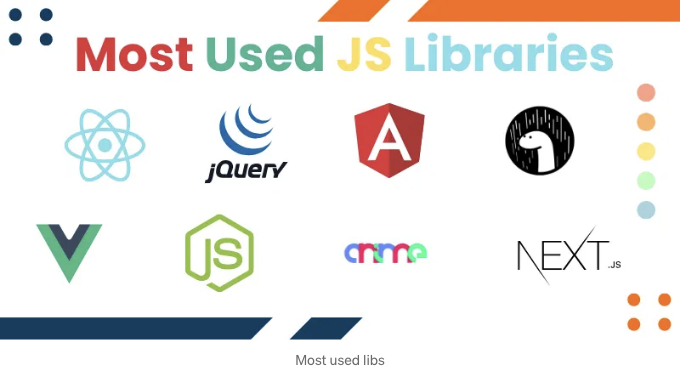 Most Used JS Libraries
jQuery
A
JS
anime
NEXT.JS
Most used libs